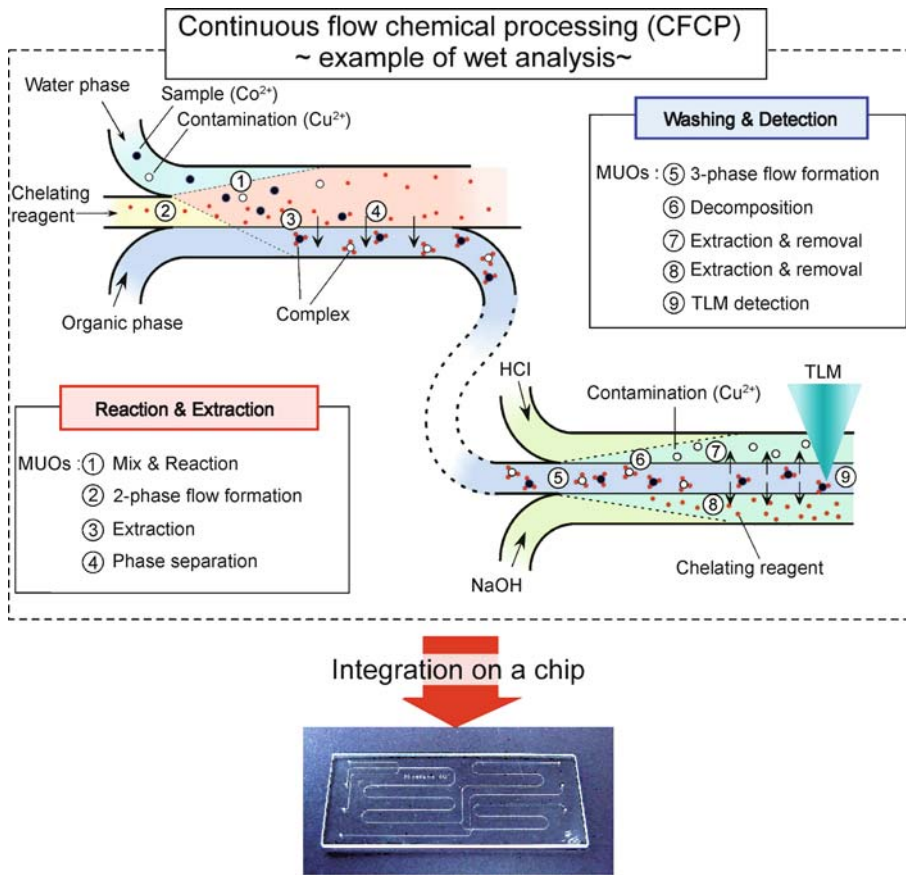 Continuous flow chemical processing (CFCP)
~ example of wet analysis~
Water phase
Sample (Co²⁺)
Contamination (Cu²⁺)
Chelating
reagent
Organic phase
Complex
①
②
③
④
Washing & Detection
MUOs : ⑤ 3-phase flow formation
⑥ Decomposition
⑦ Extraction & removal
⑧ Extraction & removal
⑨ TLM detection
Reaction & Extraction
MUOs : ① Mix & Reaction
② 2-phase flow formation
③ Extraction
④ Phase separation
HCl
Contamination (Cu²⁺)
TLM
⑤
⑥
⑦
⑧
⑨
NaOH
Chelating reagent
Integration on a chip